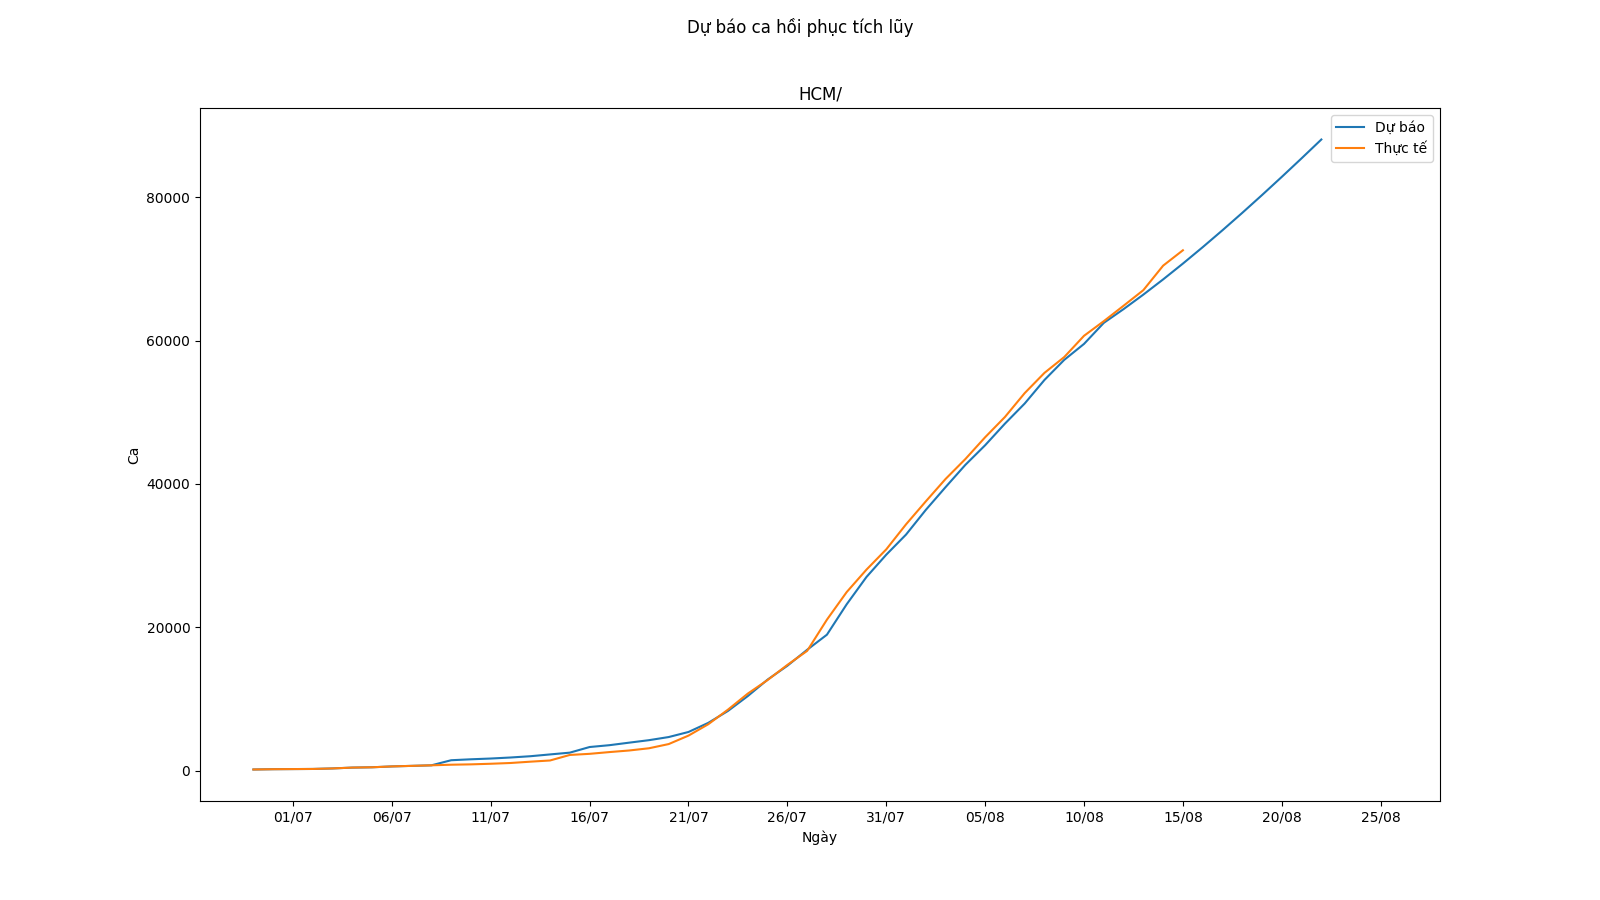 Dự báo ca hồi phục tích lũy
HCM/
Dự báo
Thực tế
80000
60000
40000
20000
0
Ca
01/07 06/07 11/07 16/07 21/07 26/07 31/07 05/08 10/08 15/08 20/08 25/08
Ngày